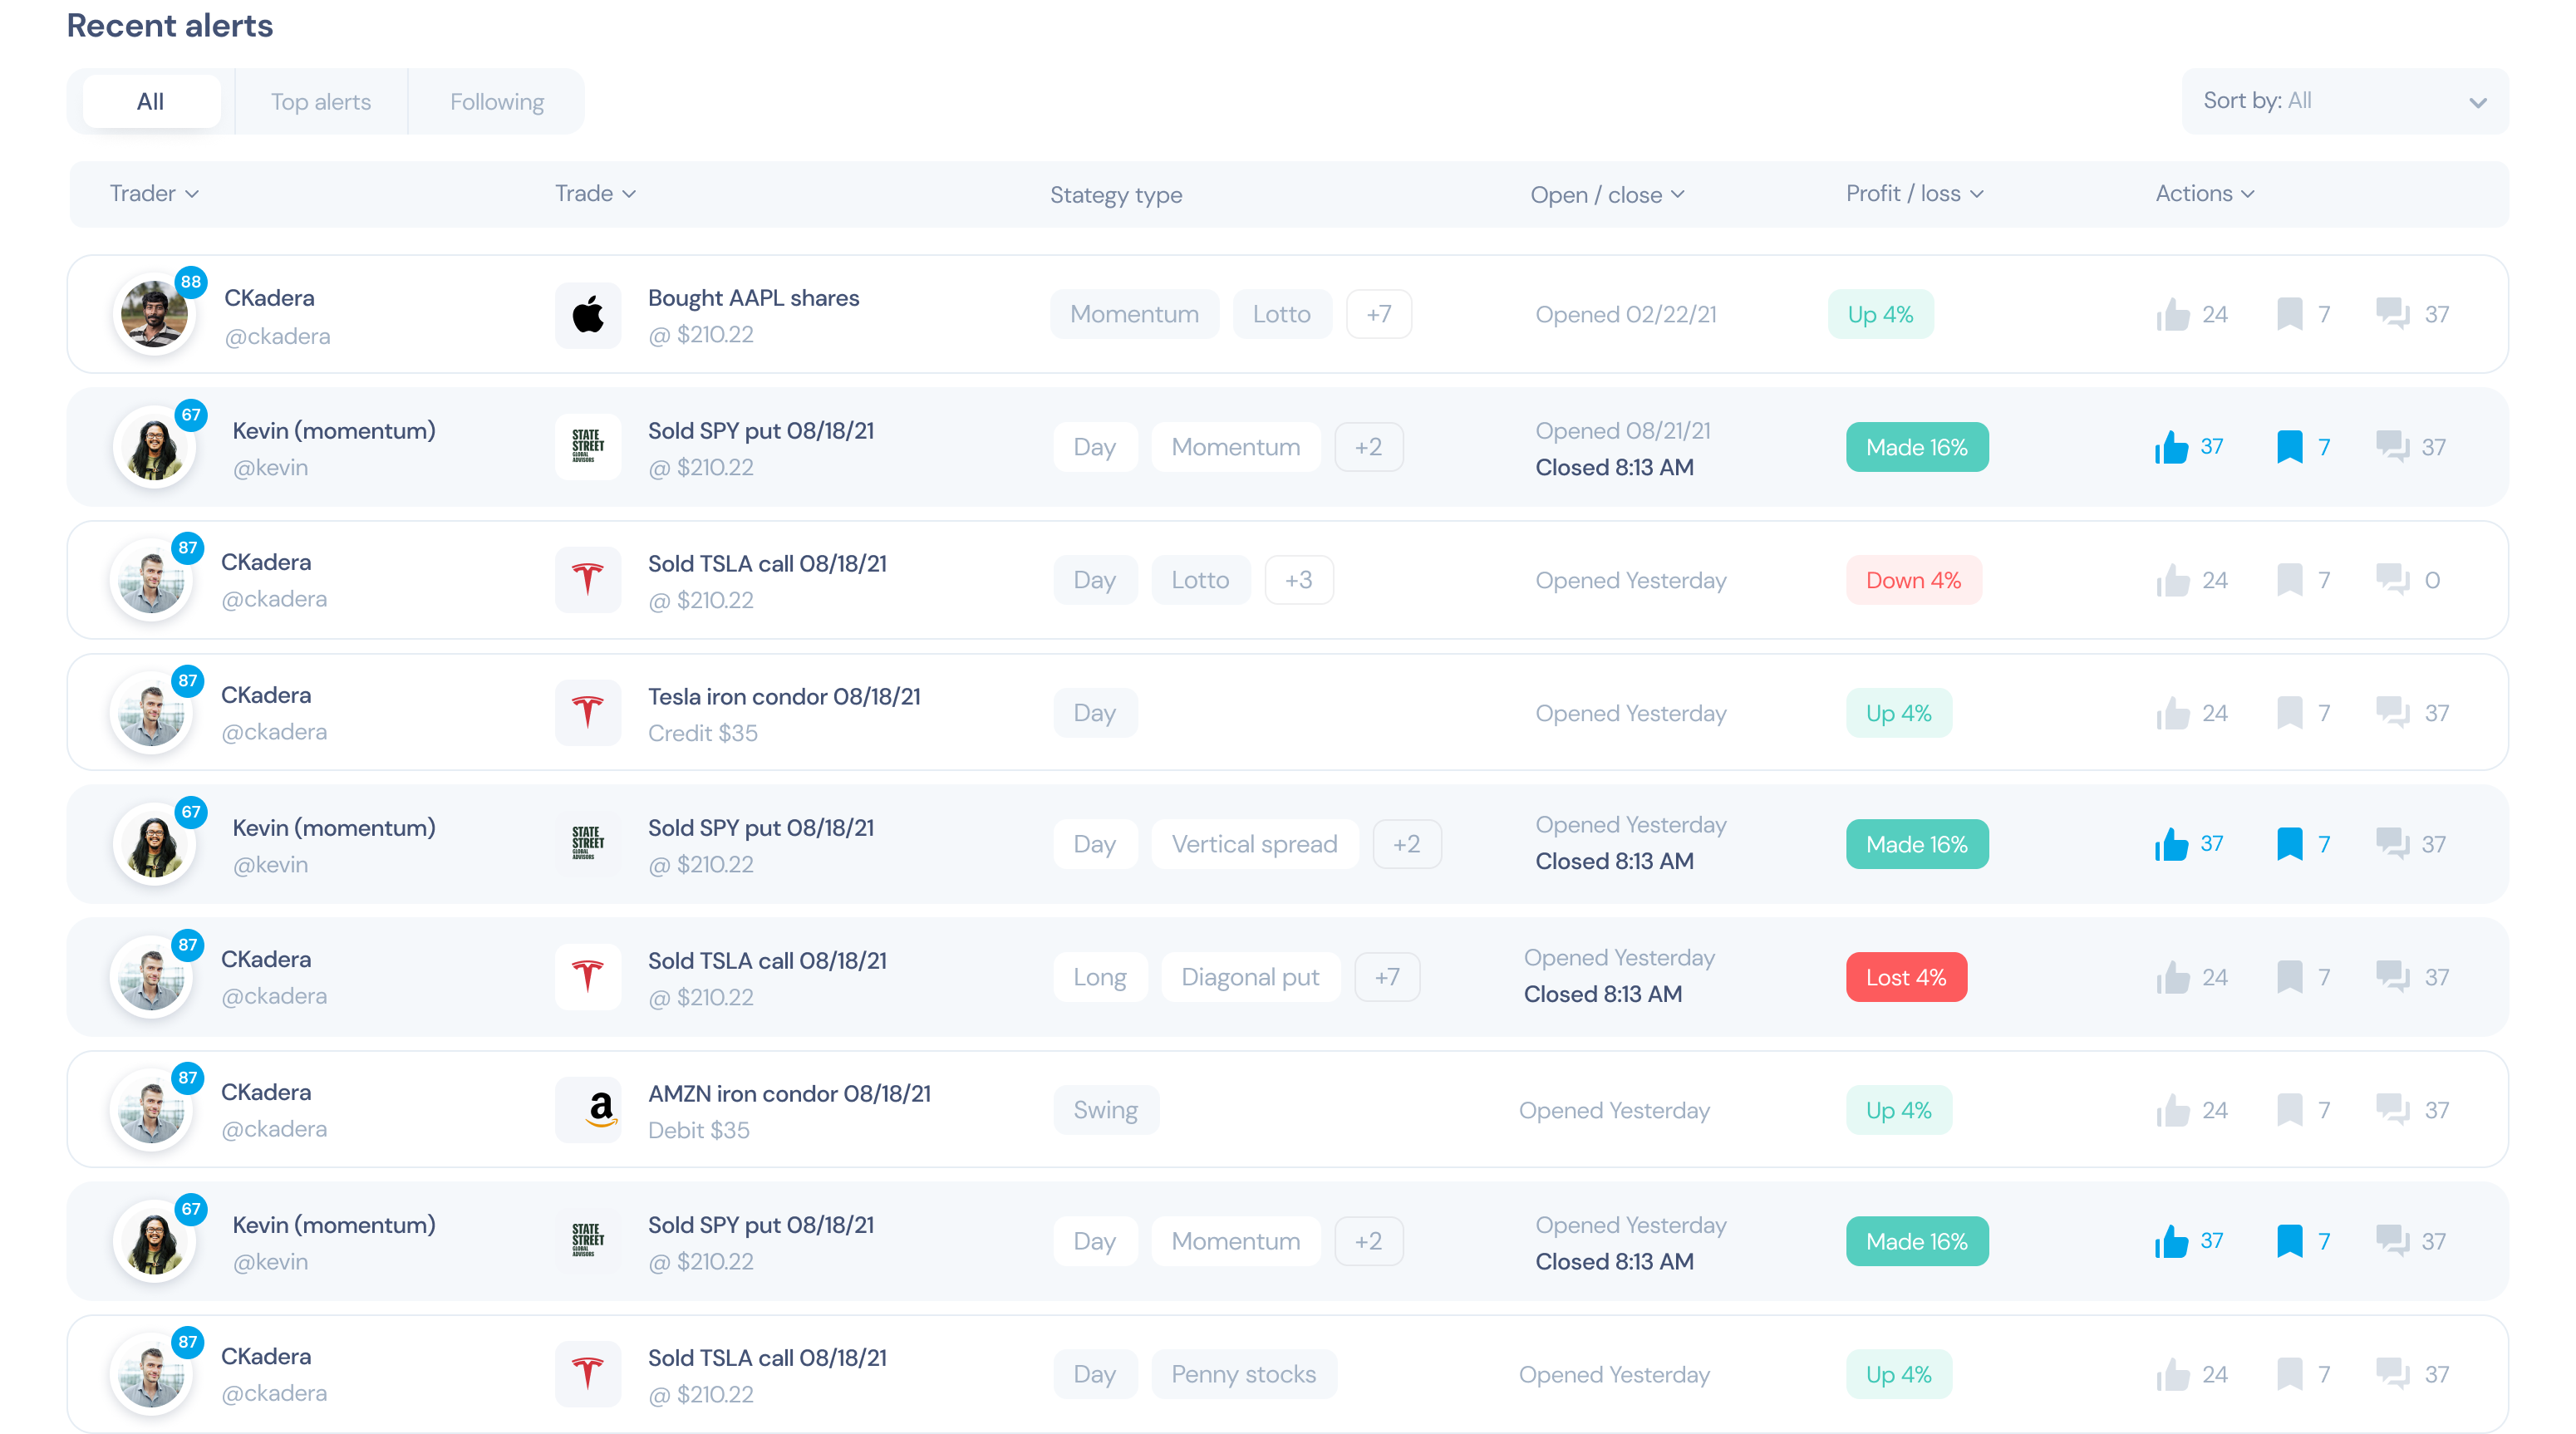 Recent alerts
All Top alerts Following Sort by: All
Trader Trade Stategy type Open / close Profit / loss Actions
88
CKadera
@ckadera
Bought AAPL shares
@ $210.22
Momentum Lotto +7
Opened 02/22/21
Up 4%
24 7 37
67
Kevin (momentum)
@kevin
STATE
STREET
GLOBAL
ADVISORS
Sold SPY put 08/18/21
@ $210.22
Day Momentum +2
Opened 08/21/21
Closed 8:13 AM
Made 16%
37 7 37
87
CKadera
@ckadera
Sold TSLA call 08/18/21
@ $210.22
Day Lotto +3
Opened Yesterday
Down 4%
24 7 0
87
CKadera
@ckadera
Tesla iron condor 08/18/21
Credit $35
Day
Opened Yesterday
Up 4%
24 7 37
67
Kevin (momentum)
@kevin
STATE
STREET
GLOBAL
ADVISORS
Sold SPY put 08/18/21
@ $210.22
Day Vertical spread +2
Opened Yesterday
Closed 8:13 AM
Made 16%
37 7 37
87
CKadera
@ckadera
Sold TSLA call 08/18/21
@ $210.22
Long Diagonal put +7
Opened Yesterday
Closed 8:13 AM
Lost 4%
24 7 37
87
CKadera
@ckadera
a
AMZN iron condor 08/18/21
Debit $35
Swing
Opened Yesterday
Up 4%
24 7 37
67
Kevin (momentum)
@kevin
STATE
STREET
GLOBAL
ADVISORS
Sold SPY put 08/18/21
@ $210.22
Day Momentum +2
Opened Yesterday
Closed 8:13 AM
Made 16%
37 7 37
87
CKadera
@ckadera
Sold TSLA call 08/18/21
@ $210.22
Day Penny stocks
Opened Yesterday
Up 4%
24 7 37